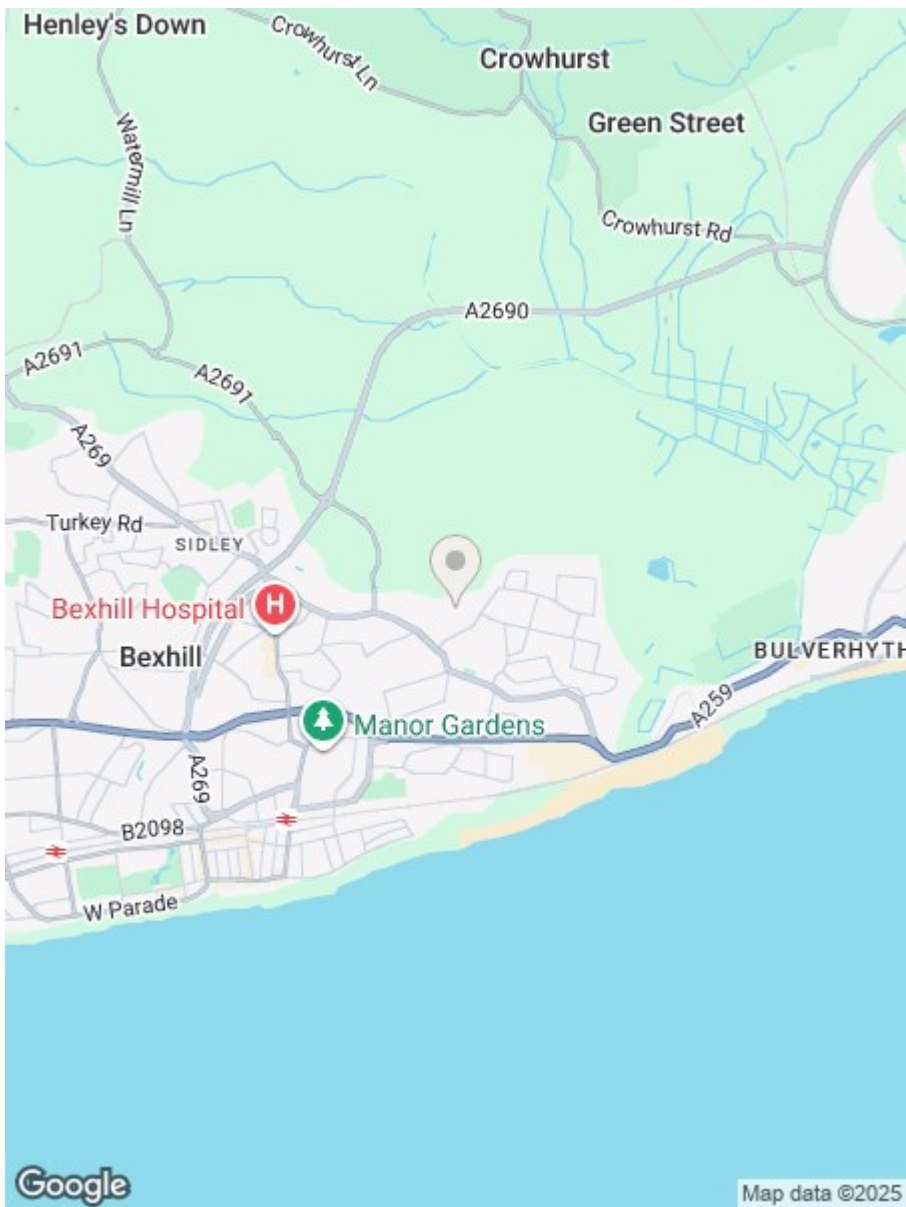 Henley's Down
Crowhurst Ln
Crowhurst
Green Street
Watermill Ln
Crowhurst Rd
A2690
A2691
A2691
A269
Turkey Rd
SIDLEY
Bexhill Hospital
H
Bexhill
BULVERHYTH
A259
Manor Gardens
A269
B2098
W Parade
Google
Map data ©2025